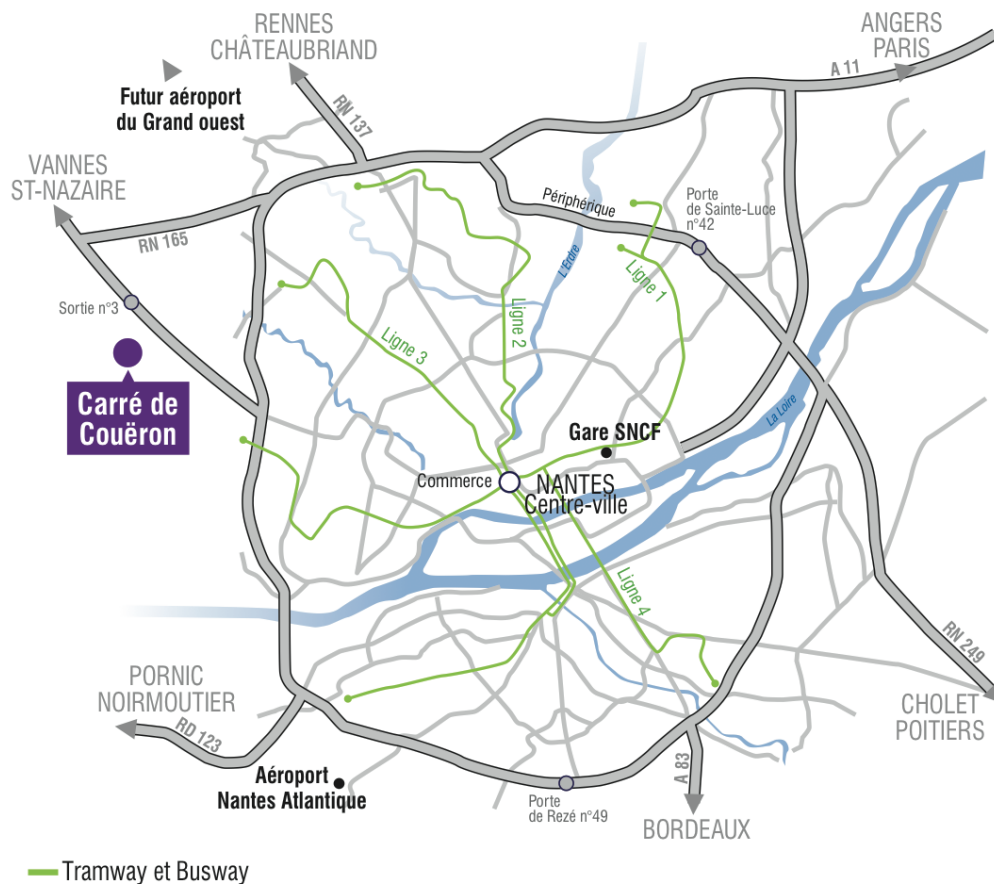 RENNES
CHÂTEAUBRIAND
ANGERS
PARIS
A 11
Futur aéroport
du Grand ouest
RN 137
VANNES
ST-NAZAIRE
RN 165
Périphérique
Porte
de Sainte-Luce
n°42
L'Erdre
Ligne 1
Ligne 2
Ligne 3
Sortie n°3
Carré de
Couëron
La Loire
Gare SNCF
Commerce
NANTES
Centre-ville
Ligne 4
RN 249
PORNIC
NOIRMOUTIER
RD 123
CHOLET
POITIERS
Aéroport
Nantes Atlantique
A 83
Porte
de Rezé n°49
BORDEAUX
Tramway et Busway